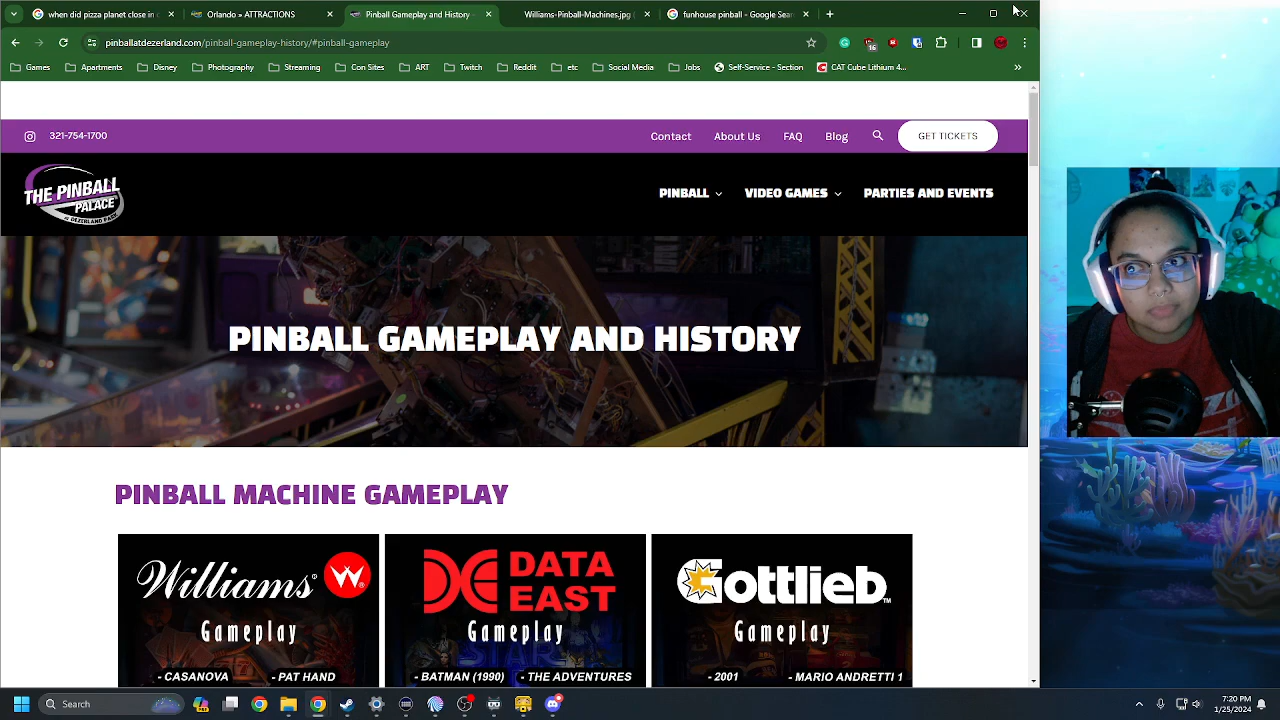 when did pizza planet close in c
Orlando » ATTRACTIONS
Pinball Gameplay and History
Williams-Pinball-Machines.jpg (
funhouse pinball - Google Sear
pinballatdezerland.com/pinball-gameplay-history/#pinball-gameplay
16
Games
Apartments
Disney
Photography
Streaming
Con Sites
ART
Twitch
Reddit
etc
Social Media
Jobs
Self-Service - Section
CAT Cube Lithium 4...
321-754-1700
Contact
About Us
FAQ
Blog
GET TICKETS
THE PINBALL
PALACE
at DEZERLAND PARK
PINBALL
VIDEO GAMES
PARTIES AND EVENTS
PINBALL GAMEPLAY AND HISTORY
PINBALL MACHINE GAMEPLAY
Williams®
W®
Gameplay
- CASANOVA
- PAT HAND
DATA
EAST
Gameplay
- BATMAN (1990)
- THE ADVENTURES
Gottlieb™
Gameplay
- 2001
- MARIO ANDRETTI 1
Search
7:20 PM
1/25/2024